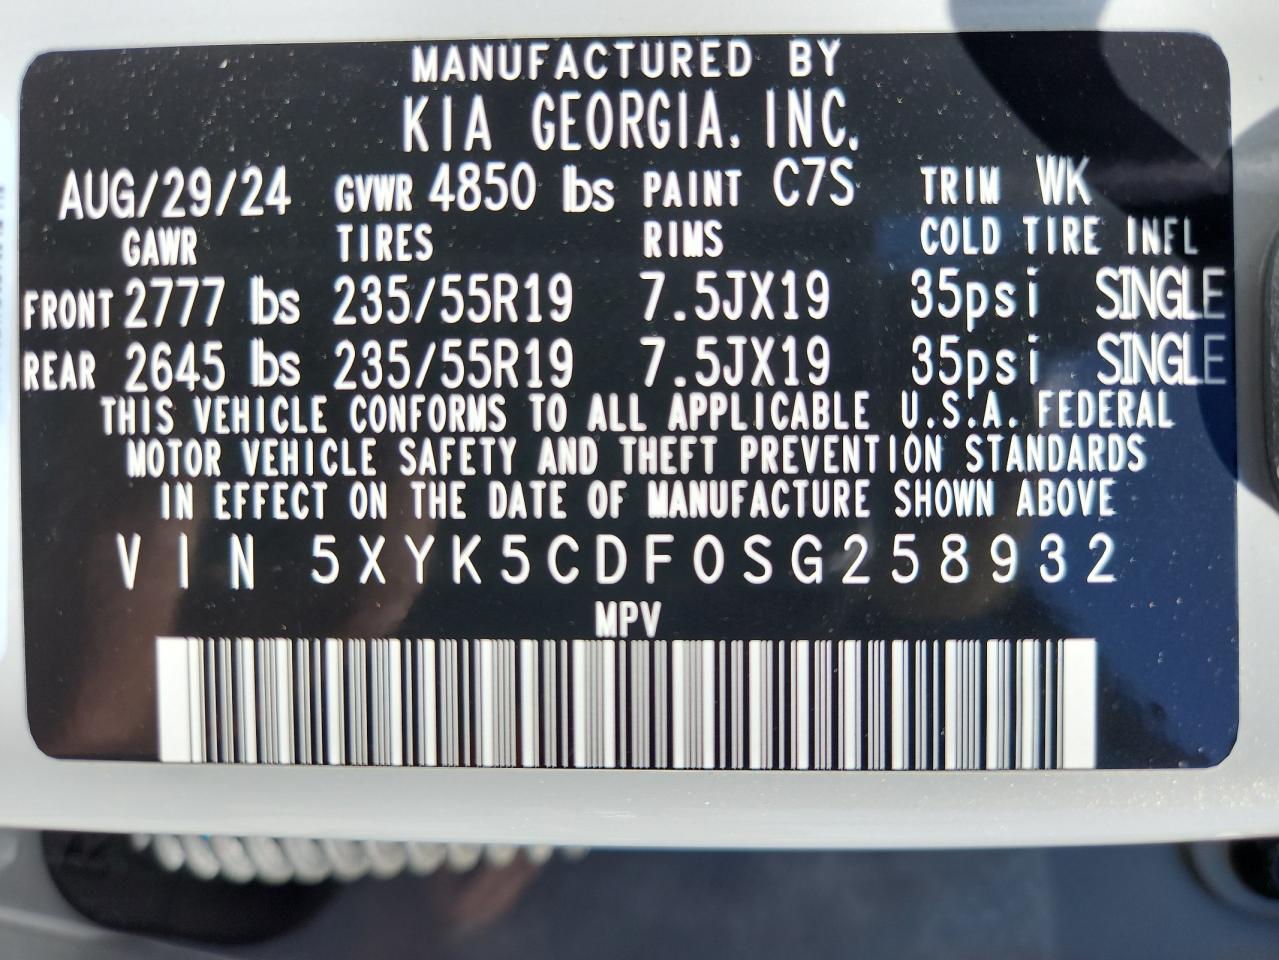 MANUFACTURED BY
KIA GEORGIA, INC.
AUG/29/24 GVWR 4850 lbs PAINT C7S TRIM WK
GAWR TIRES RIMS COLD TIRE INFL
FRONT 2777 lbs 235/55R19 7.5JX19 35psi SINGLE
REAR 2645 lbs 235/55R19 7.5JX19 35psi SINGLE
THIS VEHICLE CONFORMS TO ALL APPLICABLE U.S.A. FEDERAL
MOTOR VEHICLE SAFETY AND THEFT PREVENTION STANDARDS
IN EFFECT ON THE DATE OF MANUFACTURE SHOWN ABOVE
VIN 5XYK5CDF0SG258932
MPV